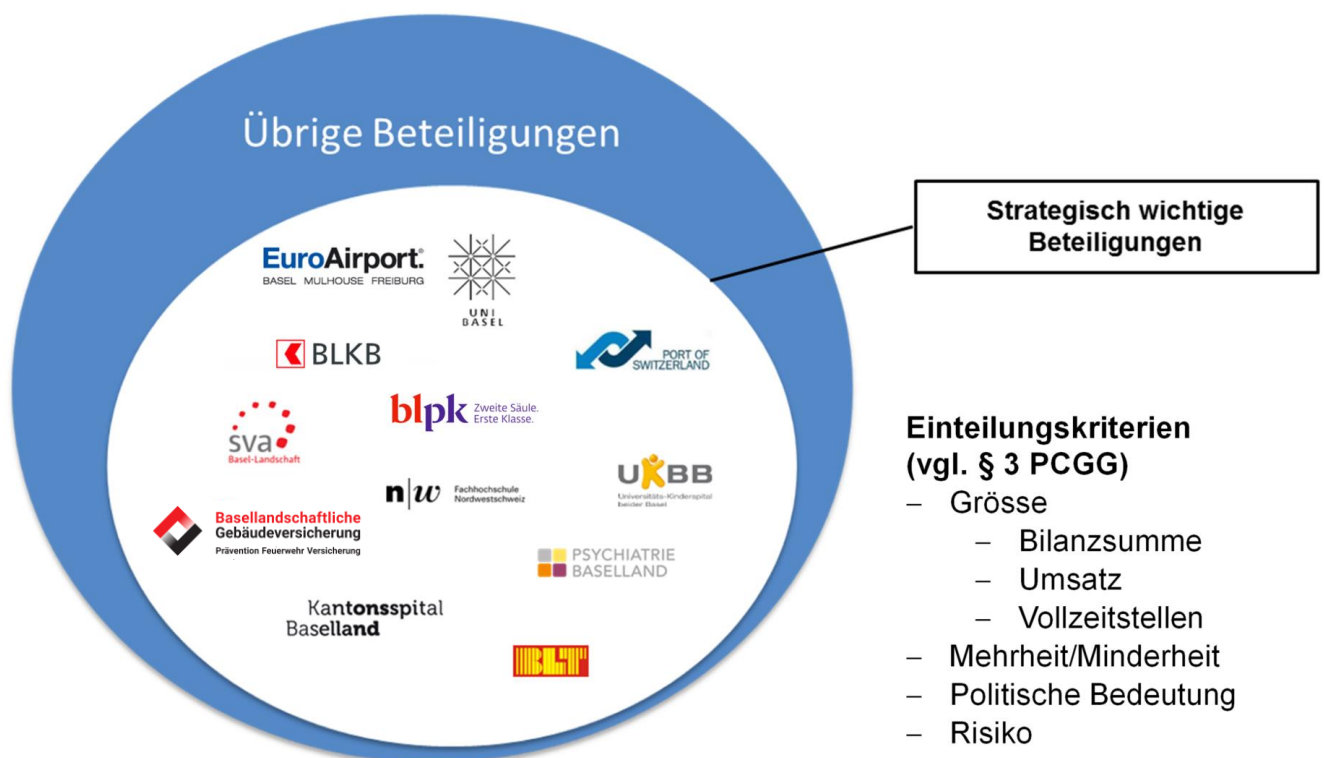 Übrige Beteiligungen
Strategisch wichtige
Beteiligungen
EuroAirport.®
BASEL MULHOUSE FREIBURG
UNI
BASEL
BLKB
PORT OF
SWITZERLAND
blpk Zweite Säule.
Erste Klasse.
sva
Basel-Landschaft
n|w Fachhochschule
Nordwestschweiz
UKBB
Universitäts-Kinderspital
beider Basel
Basellandschaftliche
Gebäudeversicherung
Prävention Feuerwehr Versicherung
PSYCHIATRIE
BASELLAND
Kantonsspital
Baselland
BLT
Einteilungskriterien
(vgl. § 3 PCGG)
– Grösse
– Bilanzsumme
– Umsatz
– Vollzeitstellen
– Mehrheit/Minderheit
– Politische Bedeutung
– Risiko